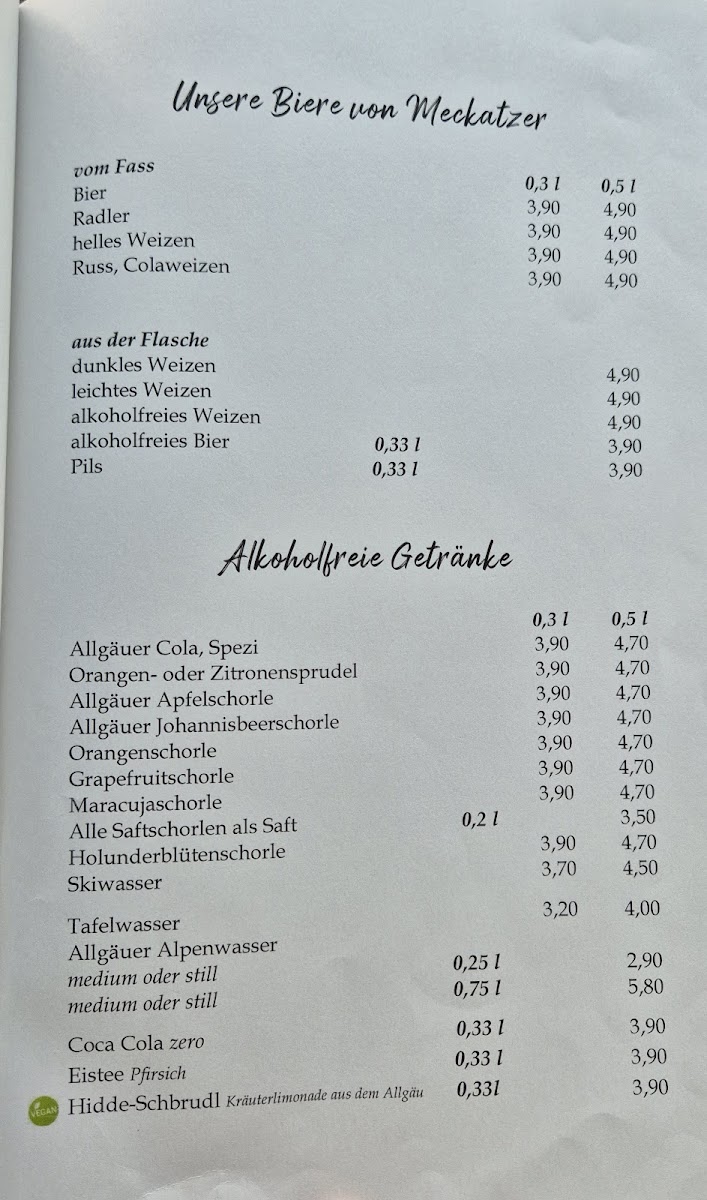 Unsere Biere von Meckatzer
vom Fass 0,3 l 0,5 l
Bier 3,90 4,90
Radler 3,90 4,90
helles Weizen 3,90 4,90
Russ, Colaweizen 3,90 4,90
aus der Flasche
dunkles Weizen 4,90
leichtes Weizen 4,90
alkoholfreies Weizen 4,90
alkoholfreies Bier 0,33 l 3,90
Pils 0,33 l 3,90
Alkoholfreie Getränke
0,3 l 0,5 l
Allgäuer Cola, Spezi 3,90 4,70
Orangen- oder Zitronensprudel 3,90 4,70
Allgäuer Apfelschorle 3,90 4,70
Allgäuer Johannisbeerschorle 3,90 4,70
Orangenschorle 3,90 4,70
Grapefruitschorle 3,90 4,70
Maracujaschorle 3,90 4,70
Alle Saftschorlen als Saft 0,2 l 3,50
Holunderblütenschorle 3,90 4,70
Skiwasser 3,70 4,50
Tafelwasser 3,20 4,00
Allgäuer Alpenwasser
medium oder still 0,25 l 2,90
medium oder still 0,75 l 5,80
Coca Cola zero 0,33 l 3,90
Eistee Pfirsich 0,33 l 3,90
VEGAN Hidde-Schbrudl Kräuterlimonade aus dem Allgäu 0,33l 3,90